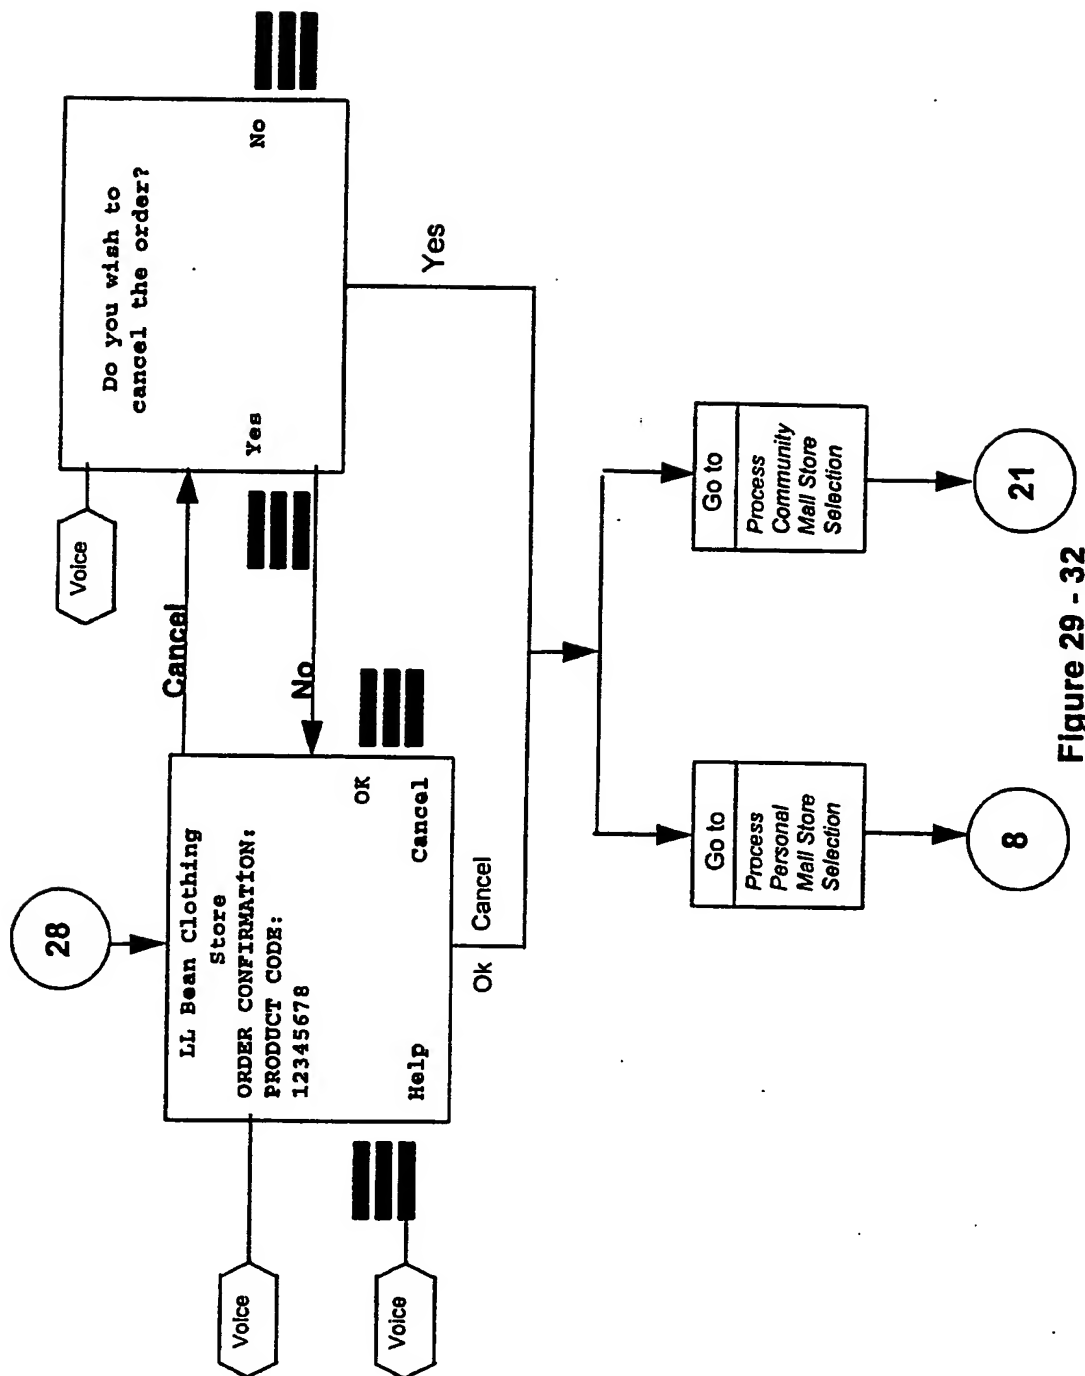 28
LL Bean Clothing
Store
ORDER CONFIRMATION:
PRODUCT CODE:
12345678
OK
Help
Cancel
Voice
Voice
Cancel
No
Voice
Do you wish to
cancel the order?
Yes
No
Ok
Cancel
Yes
Go to
Process
Personal
Mall Store
Selection
8
Go to
Process
Community
Mall Store
Selection
21
Figure 29 - 32